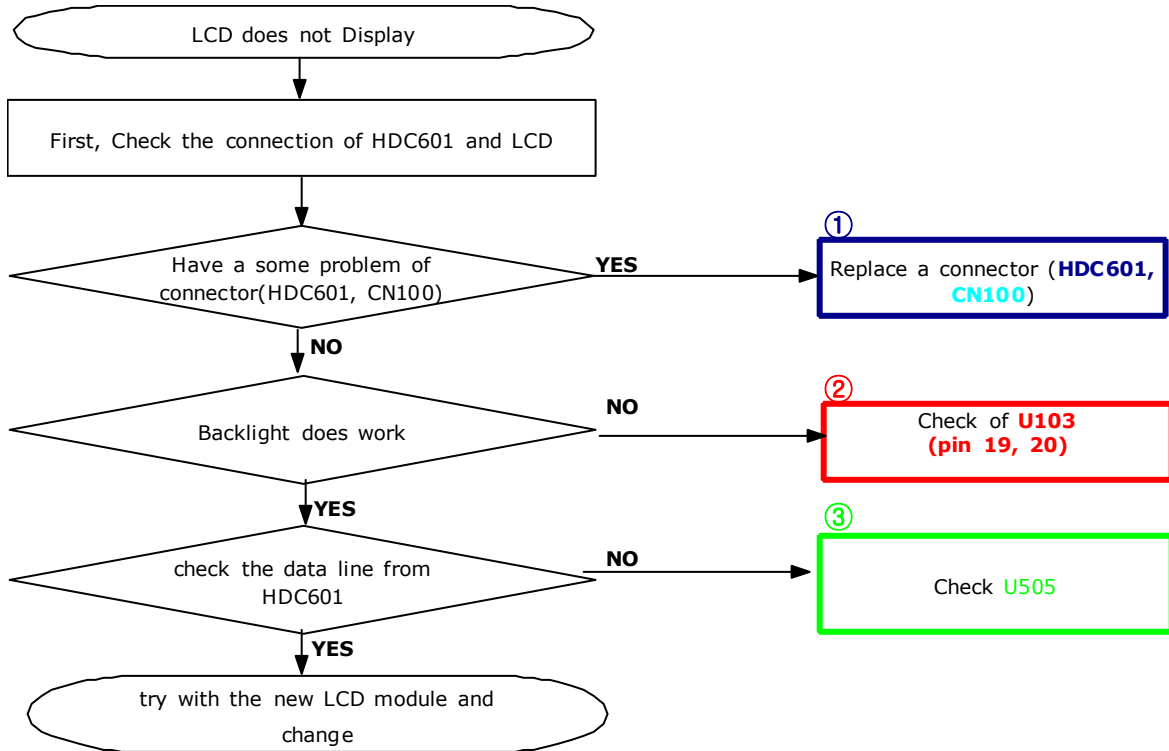 LCD does not Display
First, Check the connection of HDC601 and LCD
Have a some problem of
connector(HDC601, CN100)
YES
①
Replace a connector (HDC601,
CN100)
NO
Backlight does work
NO
②
Check of U103
(pin 19, 20)
YES
check the data line from
HDC601
NO
③
Check U505
YES
try with the new LCD module and
change